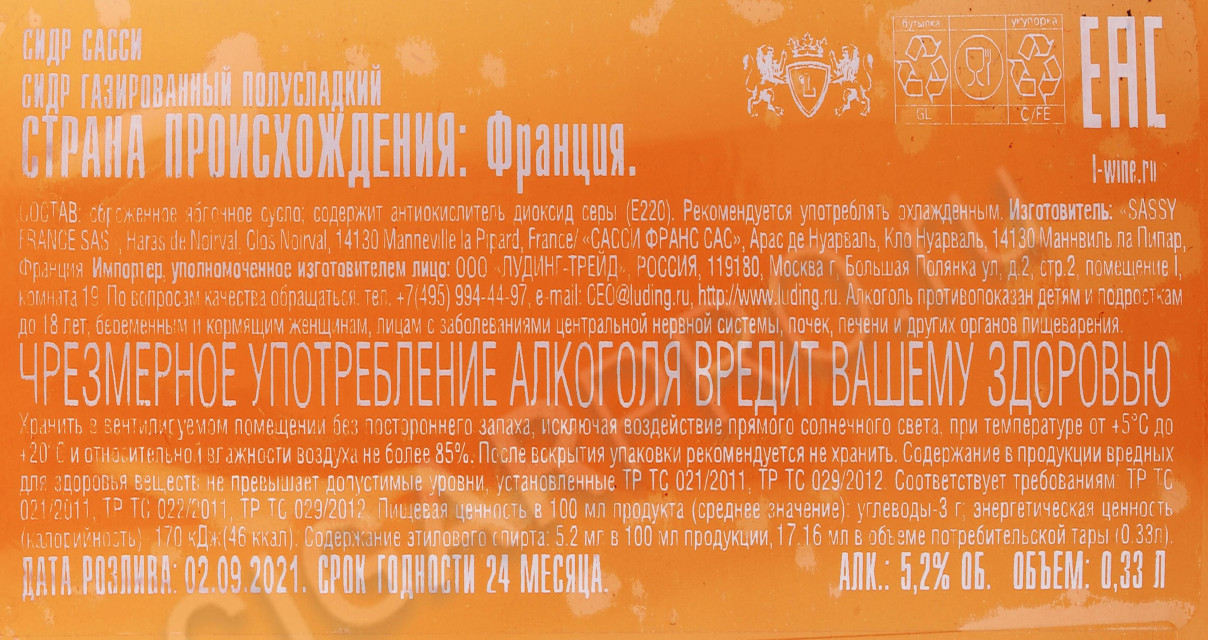 СИДР САССИ
СИДР ГАЗИРОВАННЫЙ ПОЛУСЛАДКИЙ
СТРАНА ПРОИСХОЖДЕНИЯ: Франция.
бутылка укупорка
GL C/FE
EAC
l-wine.ru
СОСТАВ: сброженное яблочное сусло; содержит антиокислитель диоксид серы (Е220). Рекомендуется употреблять охлажденным. Изготовитель: «SASSY
FRANCE SAS», Haras de Noirval, Clos Noirval, 14130 Manneville la Pipard, France/ «САССИ ФРАНС САС», Арас де Нуарваль, Кло Нуарваль, 14130 Маннвиль ла Пипар,
Франция. Импортер, уполномоченное изготовителем лицо: ООО «ЛУДИНГ-ТРЕЙД», РОССИЯ, 119180, Москва г, Большая Полянка ул, д.2, стр.2, помещение I,
комната 19. По вопросам качества обращаться: тел. +7(495) 994-44-97, e-mail: CEO@luding.ru, http://www.luding.ru. Алкоголь противопоказан детям и подросткам
до 18 лет, беременным и кормящим женщинам, лицам с заболеваниями центральной нервной системы, почек, печени и других органов пищеварения.
ЧРЕЗМЕРНОЕ УПОТРЕБЛЕНИЕ АЛКОГОЛЯ ВРЕДИТ ВАШЕМУ ЗДОРОВЬЮ
Хранить в вентилируемом помещении без постороннего запаха, исключая воздействие прямого солнечного света, при температуре от +5°C до
+20°C и относительной влажности воздуха не более 85%. После вскрытия упаковки рекомендуется не хранить. Содержание в продукции вредных
для здоровья веществ не превышает допустимые уровни, установленные ТР ТС 021/2011, ТР ТС 029/2012. Соответствует требованиям: ТР ТС
021/2011, ТР ТС 022/2011, ТР ТС 029/2012. Пищевая ценность в 100 мл продукта (среднее значение): углеводы-3 г; энергетическая ценность
(калорийность): 170 кДж(46 ккал). Содержание этилового спирта: 5.2 мг в 100 мл продукции, 17.16 мл в объеме потребительской тары (0.33л).
ДАТА РОЗЛИВА: 02.09.2021. СРОК ГОДНОСТИ 24 МЕСЯЦА.
АЛК.: 5,2% ОБ. ОБЪЕМ: 0,33 Л
CIGARPRO.RU